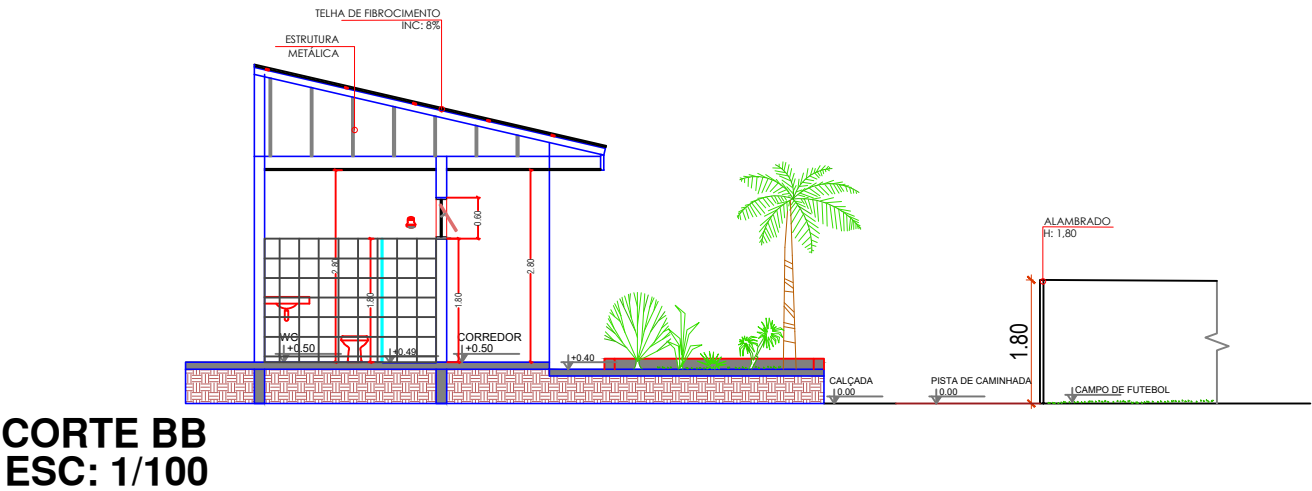 TELHA DE FIBROCIMENTO
INC: 8%
ESTRUTURA
METÁLICA
ALAMBRADO
H: 1,80
0.60
2.80
2.80
1.80
1.80
1.80
WC
+0.50
+0.49
CORREDOR
+0.50
+0.40
CALÇADA
0.00
PISTA DE CAMINHADA
0.00
CAMPO DE FUTEBOL
CORTE BB
ESC: 1/100